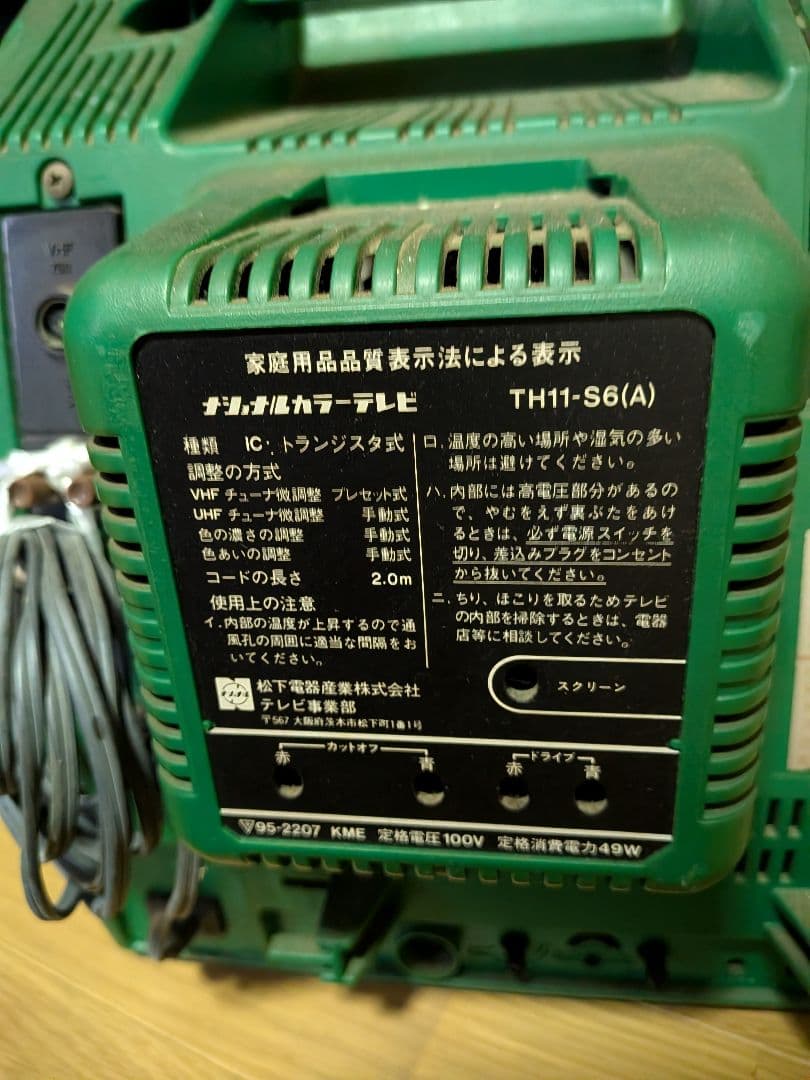 VHF
家庭用品品質表示法による表示
ナショナルカラーテレビ TH11-S6(A)
種類 IC・トランジスタ式
調整の方式
VHF チューナ微調整 プレセット式
UHF チューナ微調整 手動式
色の濃さの調整 手動式
色あいの調整 手動式
コードの長さ 2.0m
使用上の注意
イ.内部の温度が上昇するので通
風孔の周囲に適当な間隔をお
いてください。
ロ.温度の高い場所や湿気の多い
場所は避けてください。
ハ.内部には高電圧部分があるの
で、やむをえず裏ぶたをあけ
るときは、必ず電源スイッチを
切り、差込みプラグをコンセント
から抜いてください。
ニ.ちり、ほこりを取るためテレビ
の内部を掃除するときは、電器
店等に相談してください。
松下電器産業株式会社
テレビ事業部
〒567 大阪府茨木市松下町1番1号
スクリーン
カットオフ
赤 青
ドライブ
赤 青
▽95-2207 KME 定格電圧100V 定格消費電力49W